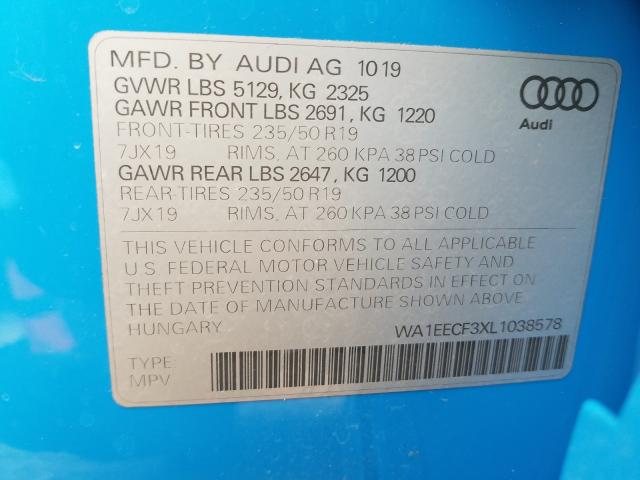 MFD. BY AUDI AG 1019
GVWR LBS 5129, KG 2325
GAWR FRONT LBS 2691, KG 1220
FRONT-TIRES 235/50 R19
7JX19 RIMS, AT 260 KPA 38 PSI COLD
GAWR REAR LBS 2647, KG 1200
REAR-TIRES 235/50 R19
7JX19 RIMS, AT 260 KPA 38 PSI COLD
Audi
THIS VEHICLE CONFORMS TO ALL APPLICABLE
U.S. FEDERAL MOTOR VEHICLE SAFETY AND
THEFT PREVENTION STANDARDS IN EFFECT ON
THE DATE OF MANUFACTURE SHOWN ABOVE
HUNGARY
WA1EECF3XL1038578
TYPE:
MPV